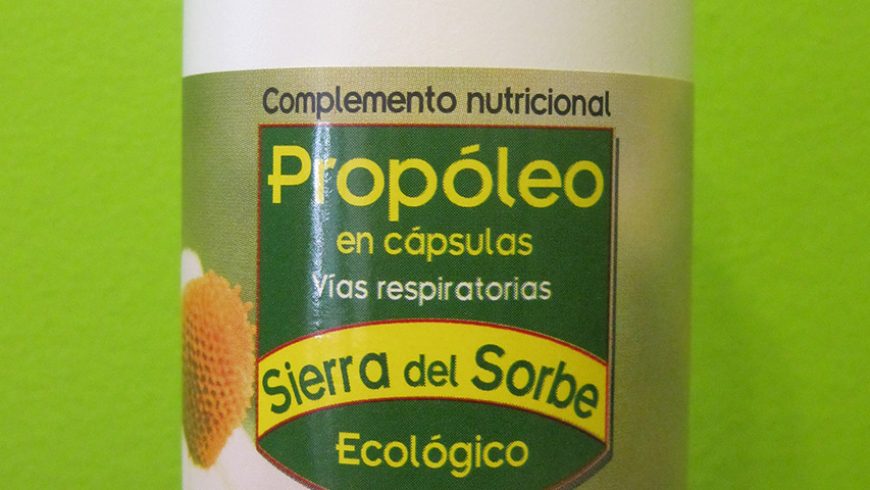 Complemento nutricional
Propóleo
en cápsulas
Vías respiratorias
Sierra del Sorbe
Ecológico